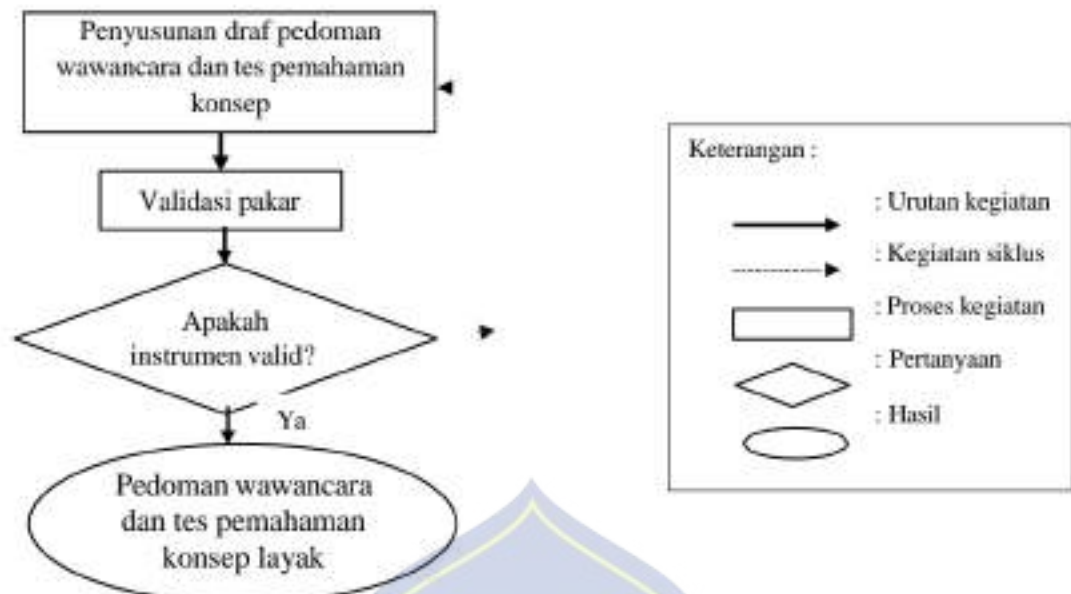 Penyusunan draf pedoman
wawancara dan tes pemahaman
konsep
Validasi pakar
Apakah
instrumen valid?
Ya
Pedoman wawancara
dan tes pemahaman
konsep layak
Keterangan :
: Urutan kegiatan
: Kegiatan siklus
: Proses kegiatan
: Pertanyaan
: Hasil